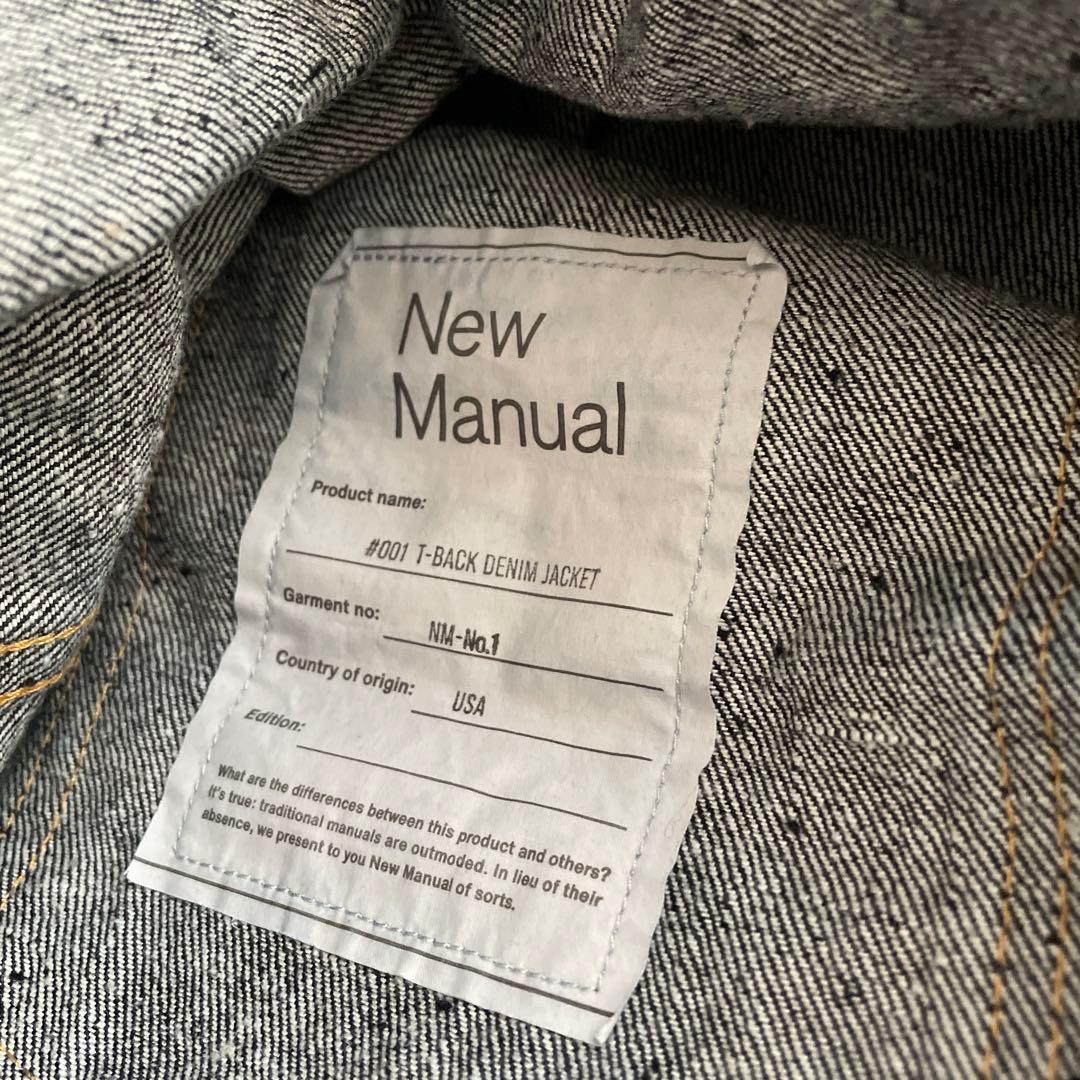 New
Manual
Product name:
#001 T-BACK DENIM JACKET
Garment no:
NM-No.1
Country of origin:
USA
Edition:
What are the differences between this product and others?
It's true: traditional manuals are outmoded. In lieu of their
absence, we present to you New Manual of sorts.